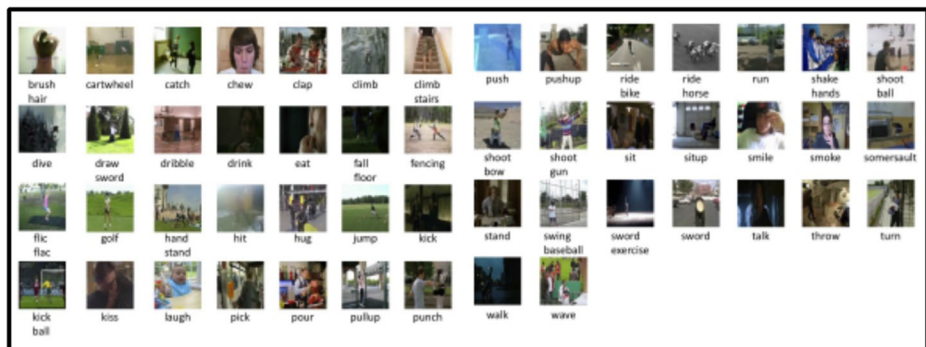 brush hair
cartwheel
catch
chew
clap
climb
climb stairs
dive
draw sword
dribble
drink
eat
fall floor
fencing
flic flac
golf
hand stand
hit
hug
jump
kick
kick ball
kiss
laugh
pick
pour
pullup
punch
push
pushup
ride bike
ride horse
run
shake hands
shoot ball
shoot bow
shoot gun
sit
situp
smile
smoke
somersault
stand
swing baseball
sword exercise
sword
talk
throw
turn
walk
wave